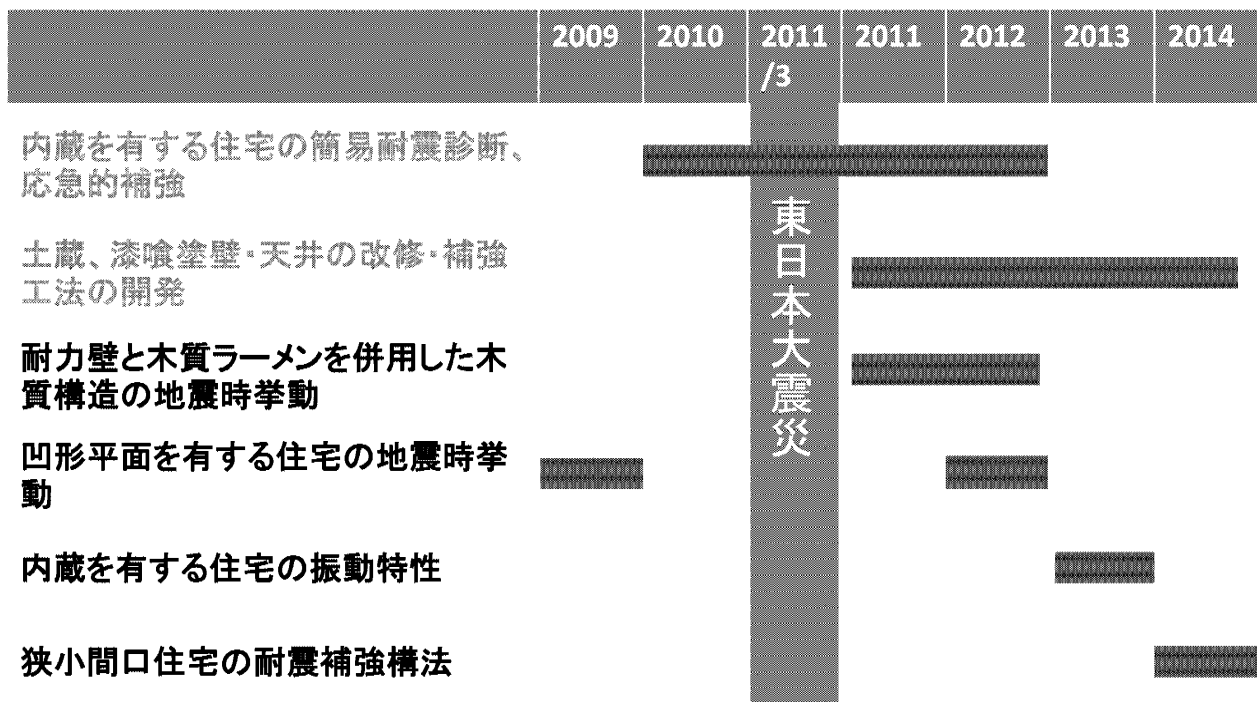 2009 2010 2011 2011 2012 2013 2014
/3
内蔵を有する住宅の簡易耐震診断、
応急的補強
土蔵、漆喰塗壁・天井の改修・補強
工法の開発
耐力壁と木質ラーメンを併用した木
質構造の地震時挙動
凹形平面を有する住宅の地震時挙
動
内蔵を有する住宅の振動特性
狭小間口住宅の耐震補強構法
東日本大震災